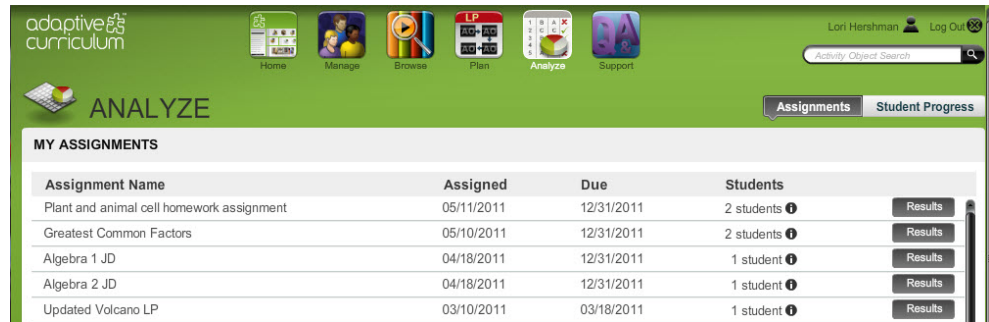 adaptive
curriculum
Home Manage Browse Plan Analyze Support
LP
Q&
Lori Hershman Log Out
Activity Object Search
ANALYZE
Assignments Student Progress
MY ASSIGNMENTS
Assignment Name Assigned Due Students
Plant and animal cell homework assignment 05/11/2011 12/31/2011 2 students Results
Greatest Common Factors 05/10/2011 12/31/2011 2 students Results
Algebra 1 JD 04/18/2011 12/31/2011 1 student Results
Algebra 2 JD 04/18/2011 12/31/2011 1 student Results
Updated Volcano LP 03/10/2011 03/18/2011 1 student Results